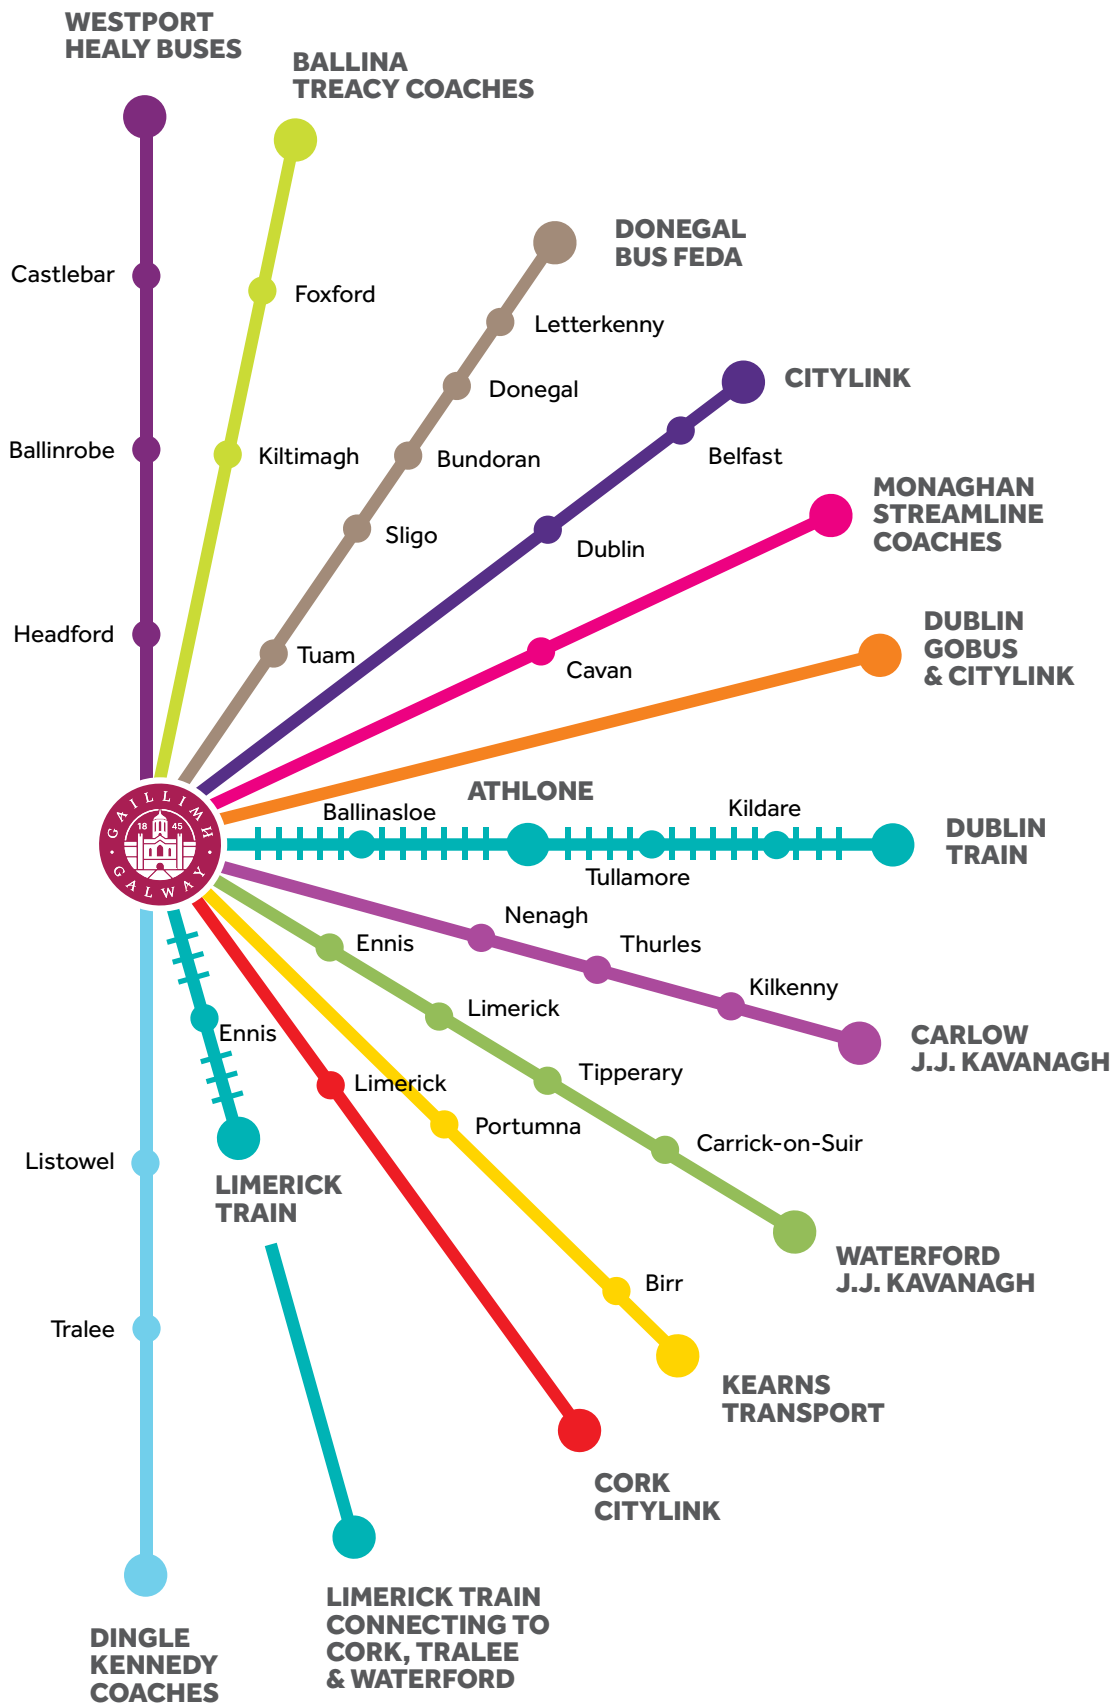 WESTPORT
HEALY BUSES
BALLINA
TREACY COACHES
DONEGAL
BUS FEDA
Castlebar
Foxford
Letterkenny
CITYLINK
Donegal
Ballinrobe
Kiltimagh
Bundoran
Belfast
MONAGHAN
STREAMLINE
COACHES
Sligo
Dublin
Headford
Tuam
Cavan
DUBLIN
GOBUS
& CITYLINK
ATHLONE
Ballinasloe
Kildare
GAILLIMH
18 45
GALWAY
DUBLIN
TRAIN
Tullamore
Nenagh
Ennis
Thurles
Kilkenny
Limerick
Ennis
CARLOW
J.J. KAVANAGH
Tipperary
Limerick
Portumna
Carrick-on-Suir
Listowel
LIMERICK
TRAIN
WATERFORD
J.J. KAVANAGH
Birr
Tralee
KEARNS
TRANSPORT
CORK
CITYLINK
LIMERICK TRAIN
CONNECTING TO
CORK, TRALEE
& WATERFORD
DINGLE
KENNEDY
COACHES